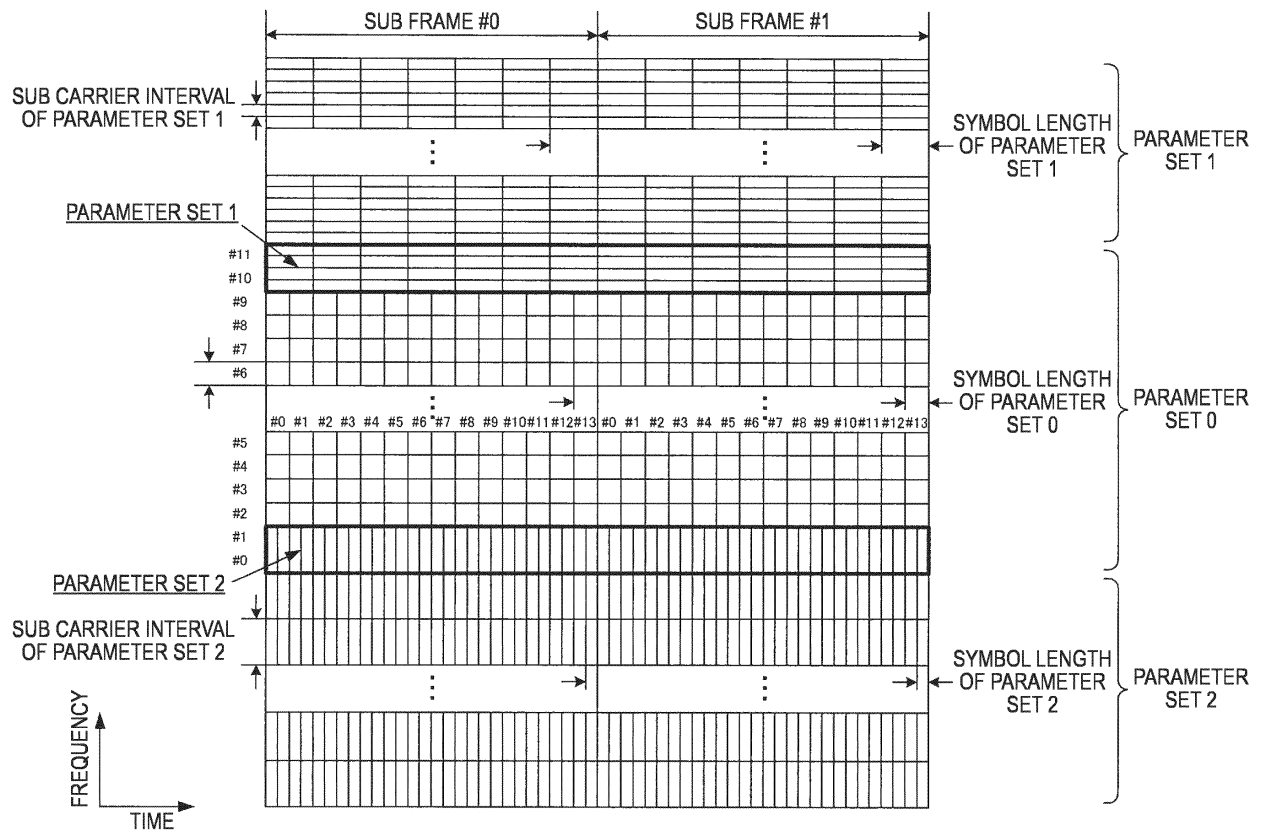 SUB FRAME #0
SUB FRAME #1
SUB CARRIER INTERVAL
OF PARAMETER SET 1
SYMBOL LENGTH
OF PARAMETER
SET 1
PARAMETER
SET 1
PARAMETER SET 1
#11
#10
#9
#8
#7
#6
SYMBOL LENGTH
OF PARAMETER
SET 0
PARAMETER
SET 0
#0 #1 #2 #3 #4 #5 #6 #7 #8 #9 #10 #11 #12 #13 #0 #1 #2 #3 #4 #5 #6 #7 #8 #9 #10 #11 #12 #13
#5
#4
#3
#2
#1
#0
PARAMETER SET 2
SUB CARRIER INTERVAL
OF PARAMETER SET 2
SYMBOL LENGTH
OF PARAMETER
SET 2
PARAMETER
SET 2
FREQUENCY
TIME